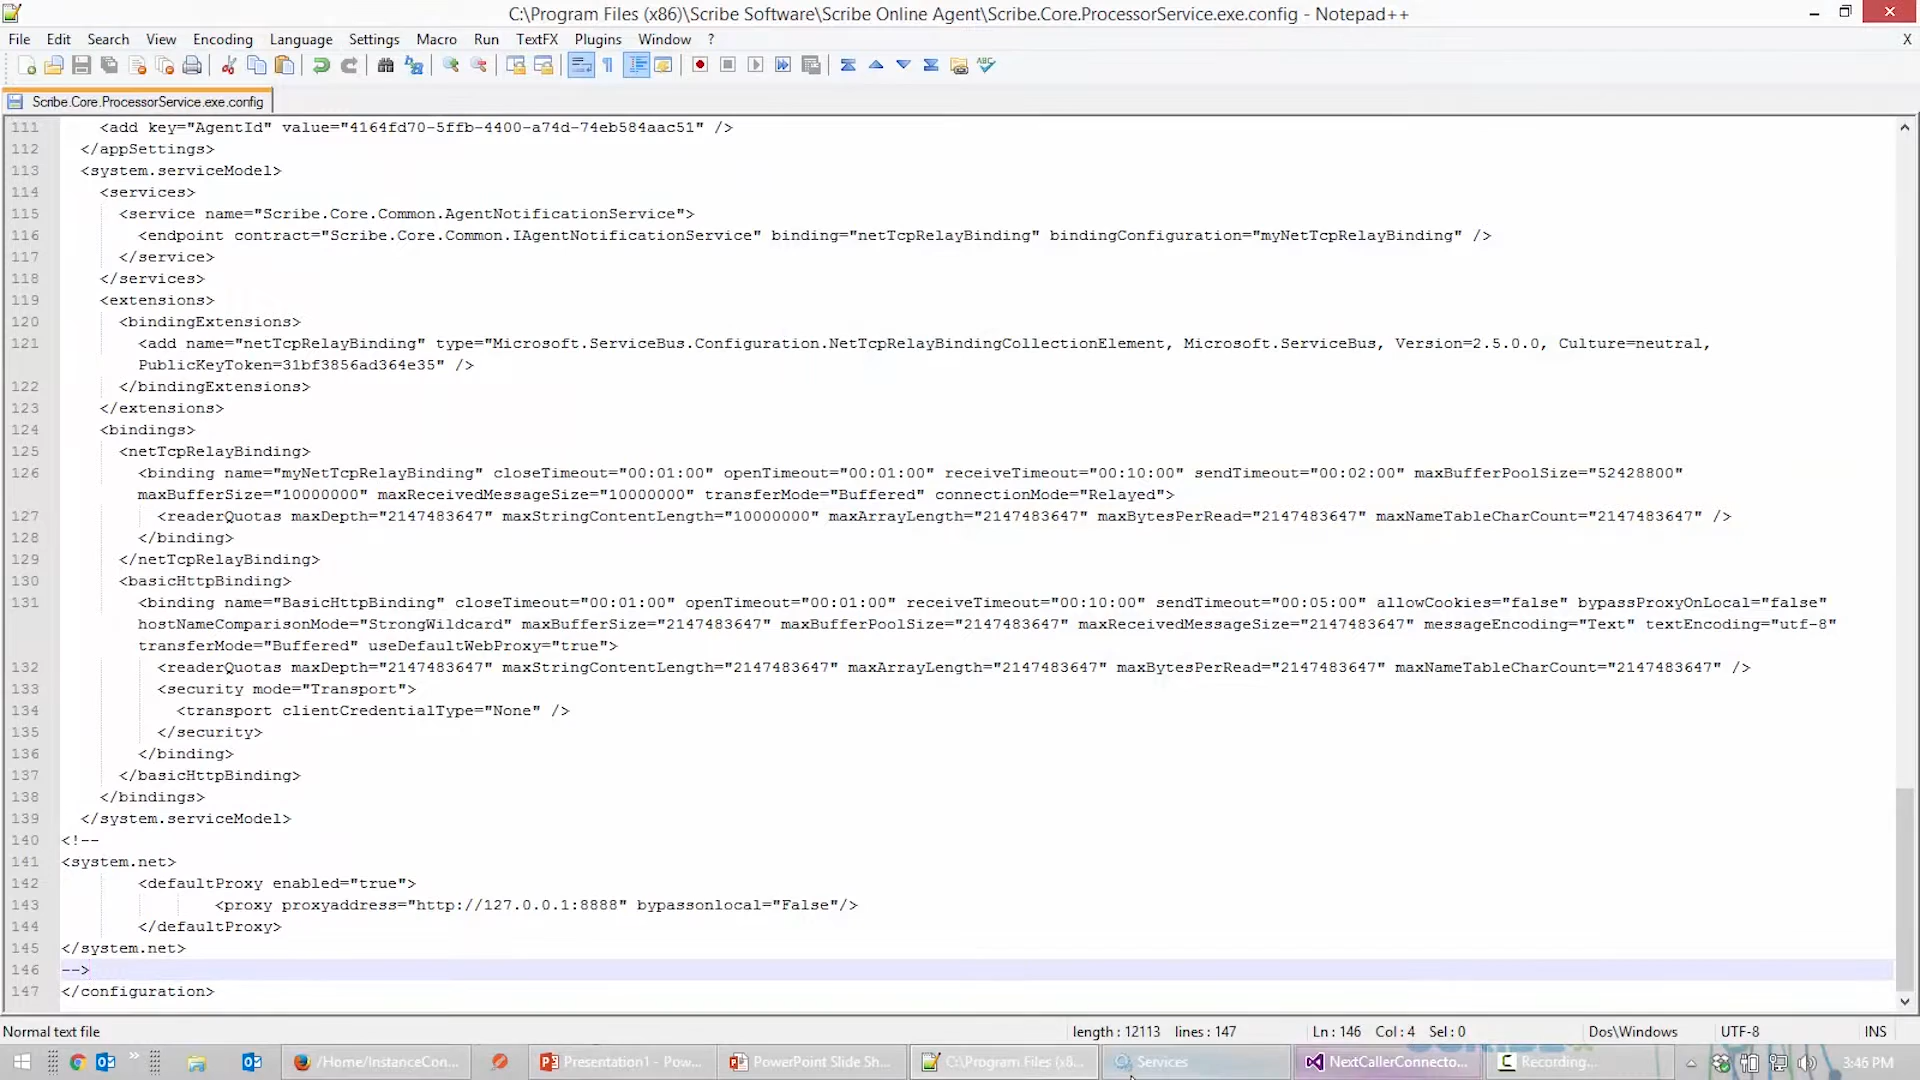 C:\Program Files (x86)\Scribe Software\Scribe Online Agent\Scribe.Core.ProcessorService.exe.config - Notepad++
File Edit Search View Encoding Language Settings Macro Run TextFX Plugins Window ? X
Scribe.Core.ProcessorService.exe.config
111 <add key="AgentId" value="4164fd70-5ffb-4400-a74d-74eb584aac51" />
112 </appSettings>
113 <system.serviceModel>
114 <services>
115 <service name="Scribe.Core.Common.AgentNotificationService">
116 <endpoint contract="Scribe.Core.Common.IAgentNotificationService" binding="netTcpRelayBinding" bindingConfiguration="myNetTcpRelayBinding" />
117 </service>
118 </services>
119 <extensions>
120 <bindingExtensions>
121 <add name="netTcpRelayBinding" type="Microsoft.ServiceBus.Configuration.NetTcpRelayBindingCollectionElement, Microsoft.ServiceBus, Version=2.5.0.0, Culture=neutral,
PublicKeyToken=31bf3856ad364e35" />
122 </bindingExtensions>
123 </extensions>
124 <bindings>
125 <netTcpRelayBinding>
126 <binding name="myNetTcpRelayBinding" closeTimeout="00:01:00" openTimeout="00:01:00" receiveTimeout="00:10:00" sendTimeout="00:02:00" maxBufferPoolSize="52428800"
maxBufferSize="10000000" maxReceivedMessageSize="10000000" transferMode="Buffered" connectionMode="Relayed">
127 <readerQuotas maxDepth="2147483647" maxStringContentLength="10000000" maxArrayLength="2147483647" maxBytesPerRead="2147483647" maxNameTableCharCount="2147483647" />
128 </binding>
129 </netTcpRelayBinding>
130 <basicHttpBinding>
131 <binding name="BasicHttpBinding" closeTimeout="00:01:00" openTimeout="00:01:00" receiveTimeout="00:10:00" sendTimeout="00:05:00" allowCookies="false" bypassProxyOnLocal="false"
hostNameComparisonMode="StrongWildcard" maxBufferSize="2147483647" maxBufferPoolSize="2147483647" maxReceivedMessageSize="2147483647" messageEncoding="Text" textEncoding="utf-8"
transferMode="Buffered" useDefaultWebProxy="true">
132 <readerQuotas maxDepth="2147483647" maxStringContentLength="2147483647" maxArrayLength="2147483647" maxBytesPerRead="2147483647" maxNameTableCharCount="2147483647" />
133 <security mode="Transport">
134 <transport clientCredentialType="None" />
135 </security>
136 </binding>
137 </basicHttpBinding>
138 </bindings>
139 </system.serviceModel>
140 <!--
141 <system.net>
142 <defaultProxy enabled="true">
143 <proxy proxyaddress="http://127.0.0.1:8888" bypassonlocal="False"/>
144 </defaultProxy>
145 </system.net>
146 -->
147 </configuration>
Normal text file length : 12113 lines : 147 Ln : 146 Col : 4 Sel : 0 Dos\Windows UTF-8 INS
/Home/InstanceCon... Presentation1 - Pow... PowerPoint Slide Sh... C:\Program Files (x8... Services NextCallerConnecto... Recording... 3:46 PM